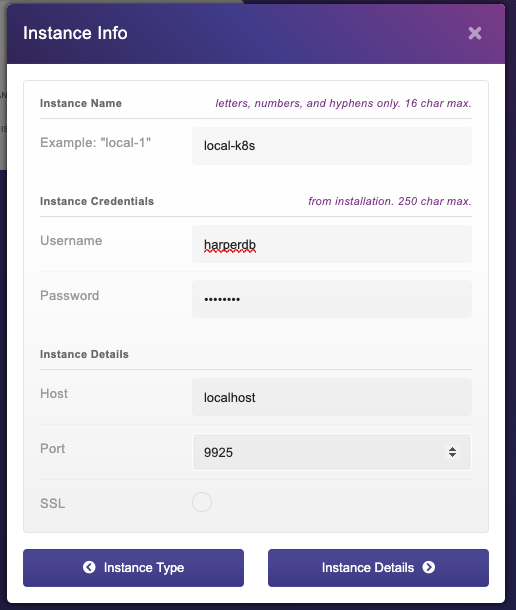 Instance Info
Instance Name letters, numbers, and hyphens only. 16 char max.
Example: "local-1" local-k8s
Instance Credentials from installation. 250 char max.
Username harperdb
Password ••••••••
Instance Details
Host localhost
Port 9925
SSL
Instance Type Instance Details